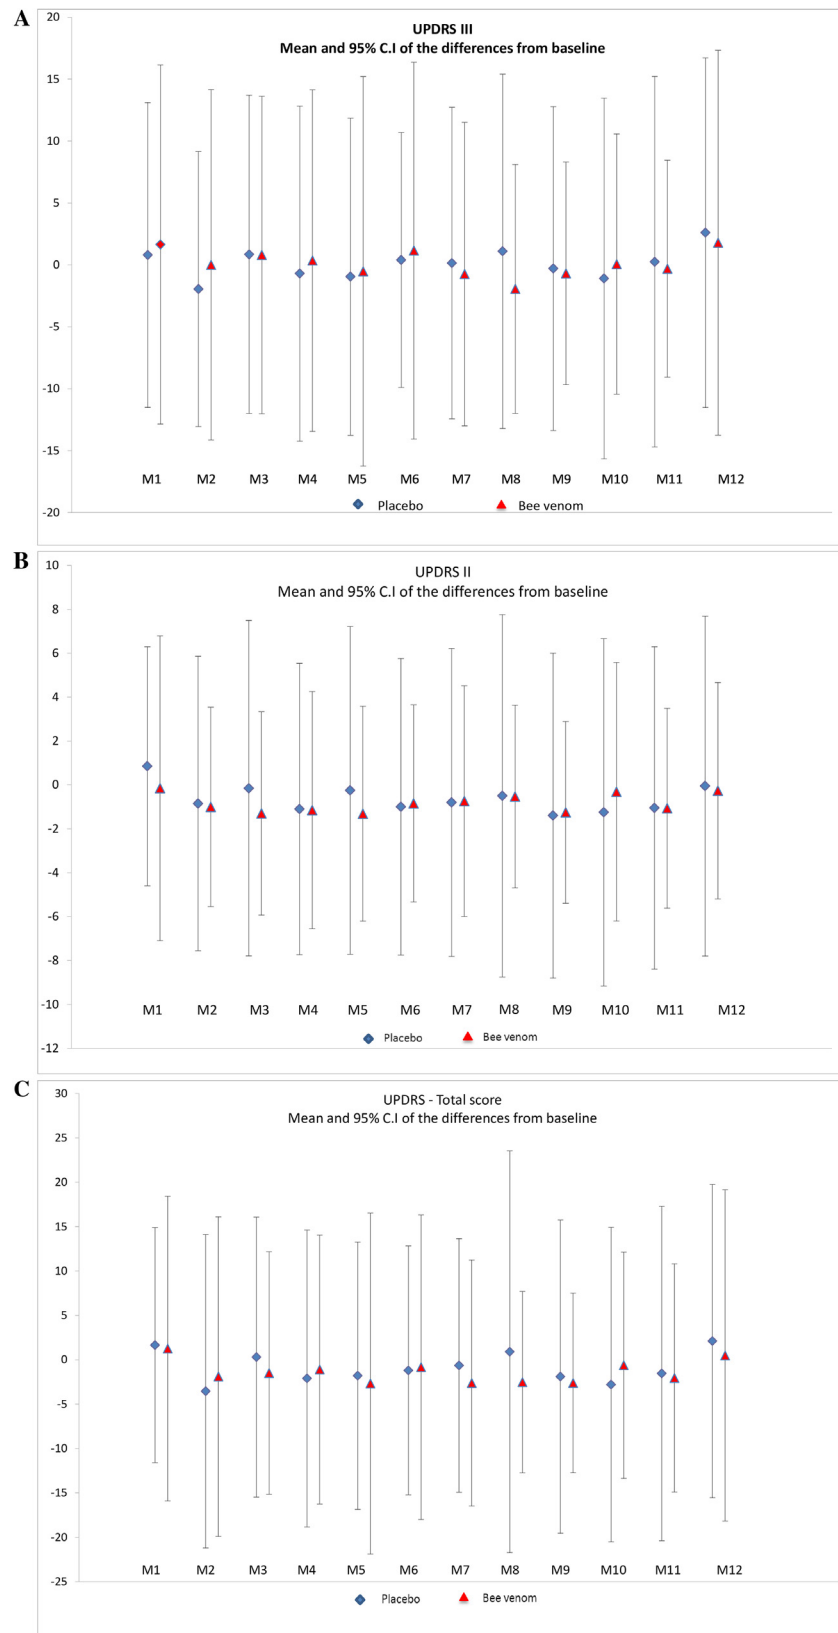 A
UPDRS III
Mean and 95% C.I of the differences from baseline
20
15
10
5
0
-5
-10
-15
-20
M1 M2 M3 M4 M5 M6 M7 M8 M9 M10 M11 M12
Placebo Bee venom
B
UPDRS II
Mean and 95% C.I of the differences from baseline
10
8
6
4
2
0
-2
-4
-6
-8
-10
-12
M1 M2 M3 M4 M5 M6 M7 M8 M9 M10 M11 M12
Placebo Bee venom
C
UPDRS - Total score
Mean and 95% C.I of the differences from baseline
30
25
20
15
10
5
0
-5
-10
-15
-20
-25
M1 M2 M3 M4 M5 M6 M7 M8 M9 M10 M11 M12
Placebo Bee venom